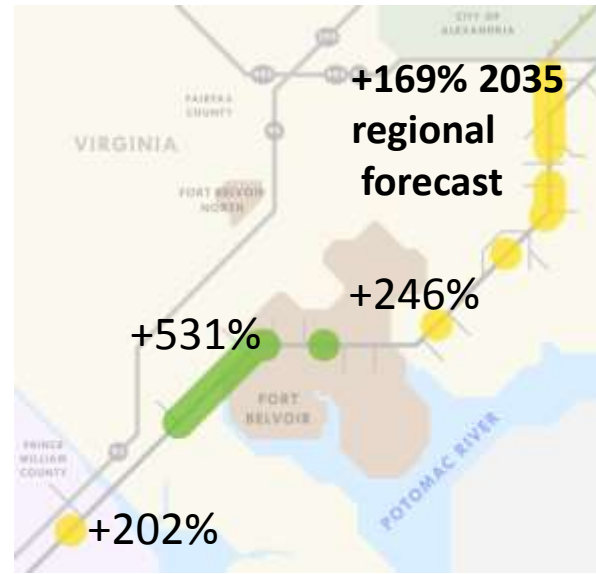 CITY OF
ALEXANDRIA
+169% 2035
regional
forecast
FAIRFAX
COUNTY
VIRGINIA
FORT BELVOIR
NORTH
+246%
+531%
FORT
BELVOIR
POTOMAC RIVER
PRINCE
WILLIAM
COUNTY
+202%